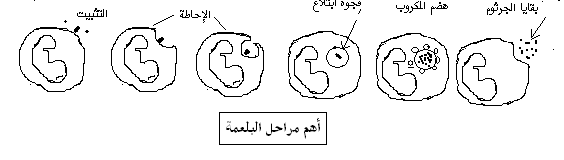 التثبيت
الإحاطة
فجوة ابتلاع
هضم المكروب
بقايا الجرثوم
أهم مراحل البلعمة